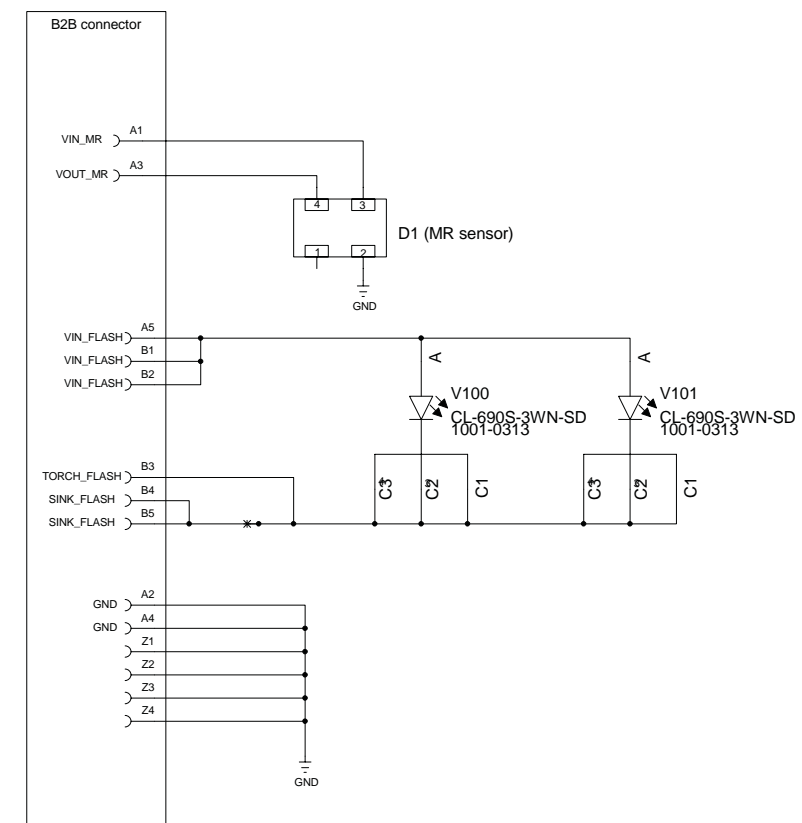 B2B connector
VIN_MR A1
VOUT_MR A3
4 3
D1 (MR sensor)
1 2
GND
VIN_FLASH A5
VIN_FLASH B1
VIN_FLASH B2
A A
V100 V101
CL-690S-3WN-SD CL-690S-3WN-SD
1001-0313 1001-0313
TORCH_FLASH B3
SINK_FLASH B4
SINK_FLASH B5
C3 C2 C1 C3 C2 C1
GND A2
GND A4
Z1
Z2
Z3
Z4
GND